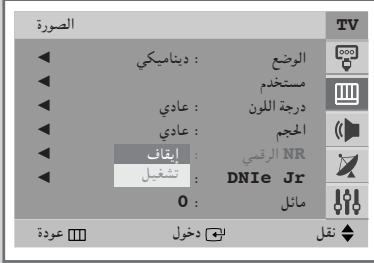 TV الصورة
الوضع : ديناميكي
مستخدم
درجة اللون : عادي
الحجم : عادي
NR الرقمي : إيقاف
DNIe Jr : تشغيل
مائل : 0
نقل دخول عودة